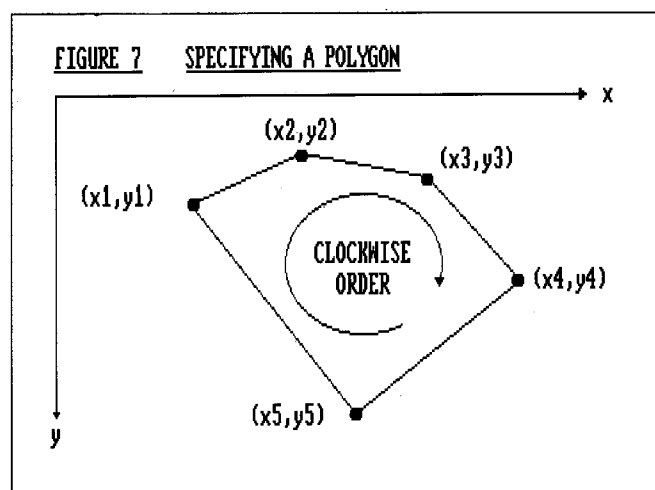 FIGURE 7 SPECIFYING A POLYGON
x
(x2,y2)
(x3,y3)
(x1,y1)
CLOCKWISE
ORDER
(x4,y4)
(x5,y5)
y